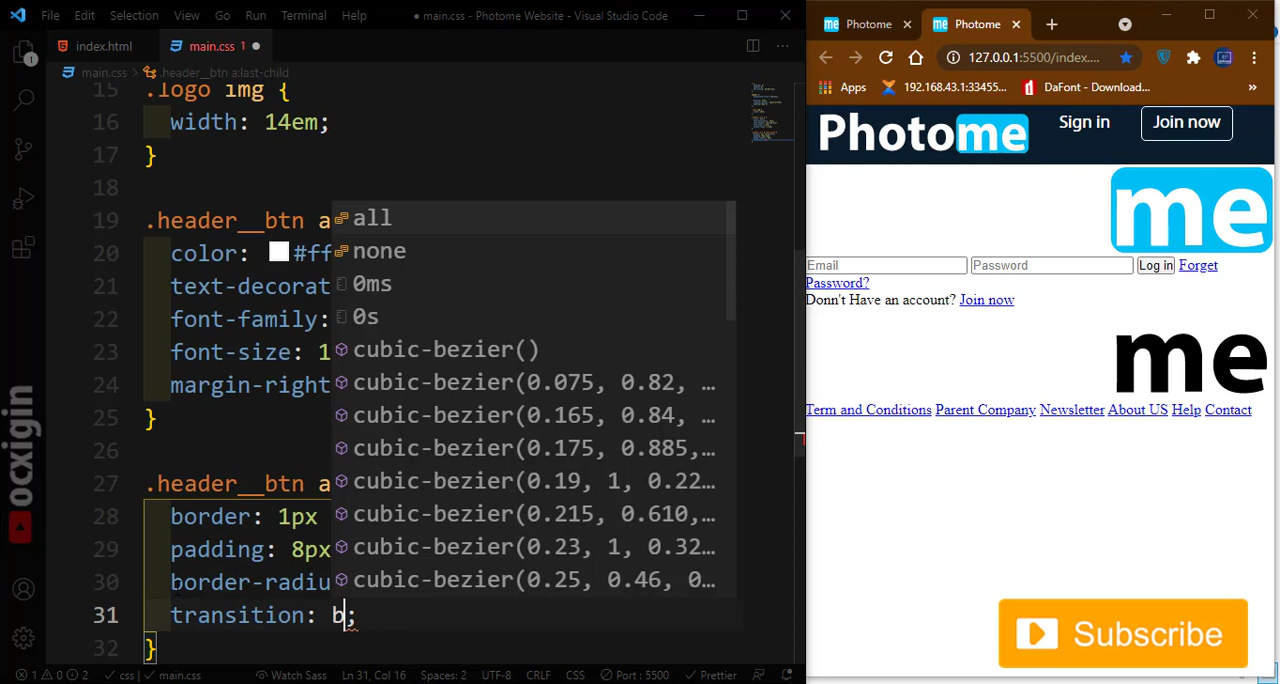 File Edit Selection View Go Run Terminal Help ● main.css - Photome Website - Visual Studio Code
index.html main.css 1 ●
main.css > .header__btn a:last-child
15 .logo img {
16 width: 14em;
17 }
18
19 .header__btn a
20 color: #ff
21 text-decorat
22 font-family:
23 font-size: 1
24 margin-right
25 }
26
27 .header__btn a
28 border: 1px
29 padding: 8px
30 border-radiu
31 transition: b;
32 }
all
none
0ms
0s
cubic-bezier()
cubic-bezier(0.075, 0.82, …
cubic-bezier(0.165, 0.84, …
cubic-bezier(0.175, 0.885,…
cubic-bezier(0.19, 1, 0.22…
cubic-bezier(0.215, 0.610,…
cubic-bezier(0.23, 1, 0.32…
cubic-bezier(0.25, 0.46, 0…
1
ocxigin
1 0 2 css main.css Watch Sass Ln 31, Col 16 Spaces: 2 UTF-8 CRLF CSS Port : 5500 Prettier
me Photome me Photome
127.0.0.1:5500/index....
Apps 192.168.43.1:33455... DaFont - Download... »
Photome Sign in Join now
me
Email Password Log in Forget
Password?
Donn't Have an account? Join now
me
Term and Conditions Parent Company Newsletter About US Help Contact
Subscribe